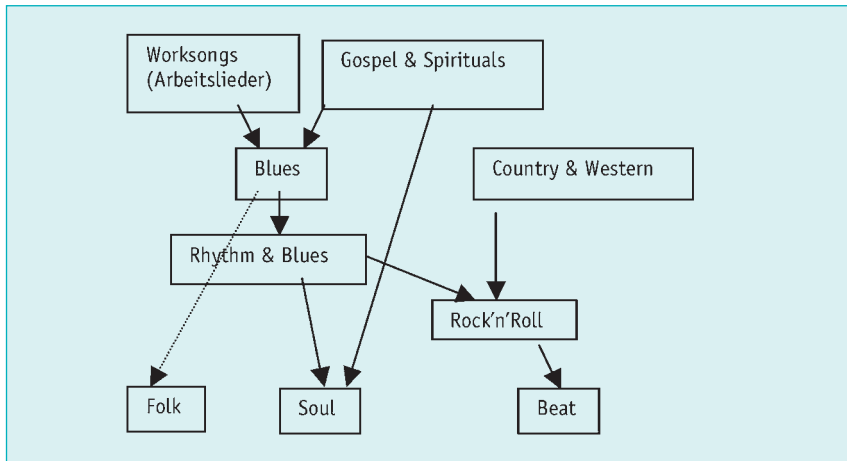 Worksongs
(Arbeitslieder)
Gospel & Spirituals
Blues
Country & Western
Rhythm & Blues
Rock'n'Roll
Folk
Soul
Beat